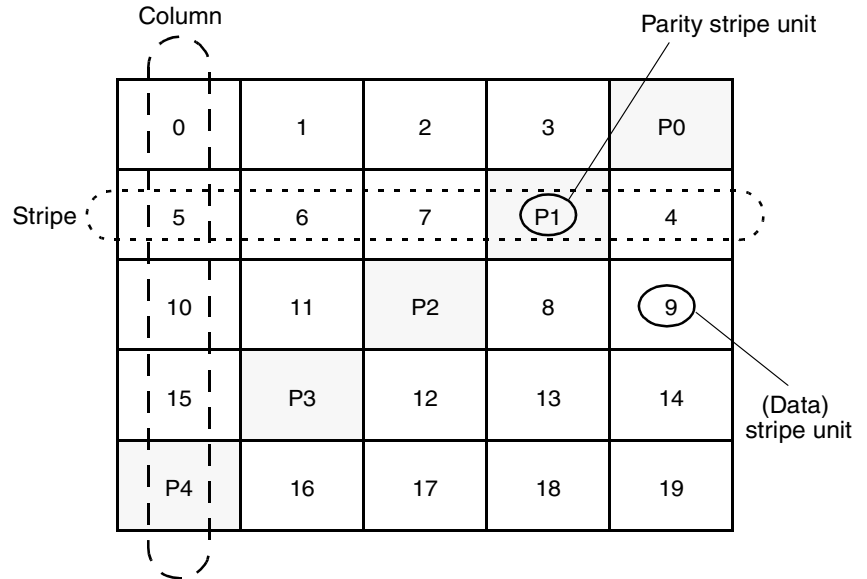 Column
Parity stripe unit
0 1 2 3 P0
Stripe 5 6 7 P1 4
10 11 P2 8 9
15 P3 12 13 14
(Data)
stripe unit
P4 16 17 18 19